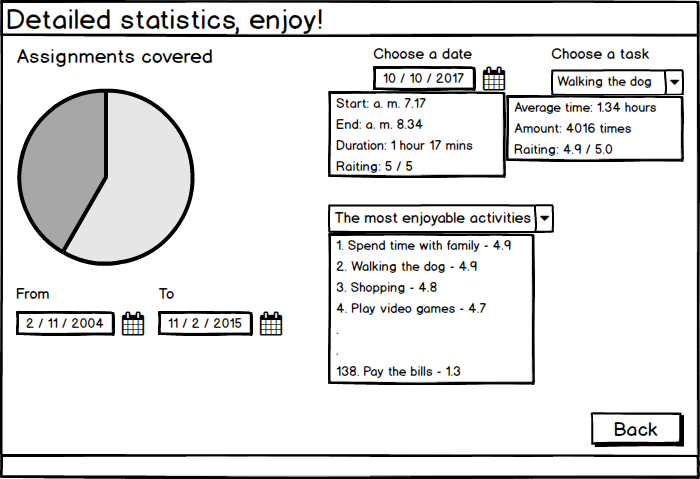 Detailed statistics, enjoy!
Assignments covered
Choose a date
10 / 10 / 2017
Start: a. m. 7.17
End: a. m. 8.34
Duration: 1 hour 17 mins
Raiting: 5 / 5
Choose a task
Walking the dog
Average time: 1.34 hours
Amount: 4016 times
Raiting: 4.9 / 5.0
The most enjoyable activities
1. Spend time with family - 4.9
2. Walking the dog - 4.9
3. Shopping - 4.8
4. Play video games - 4.7
.
.
138. Pay the bills - 1.3
From
To
2 / 11 / 2004
11 / 2 / 2015
Back